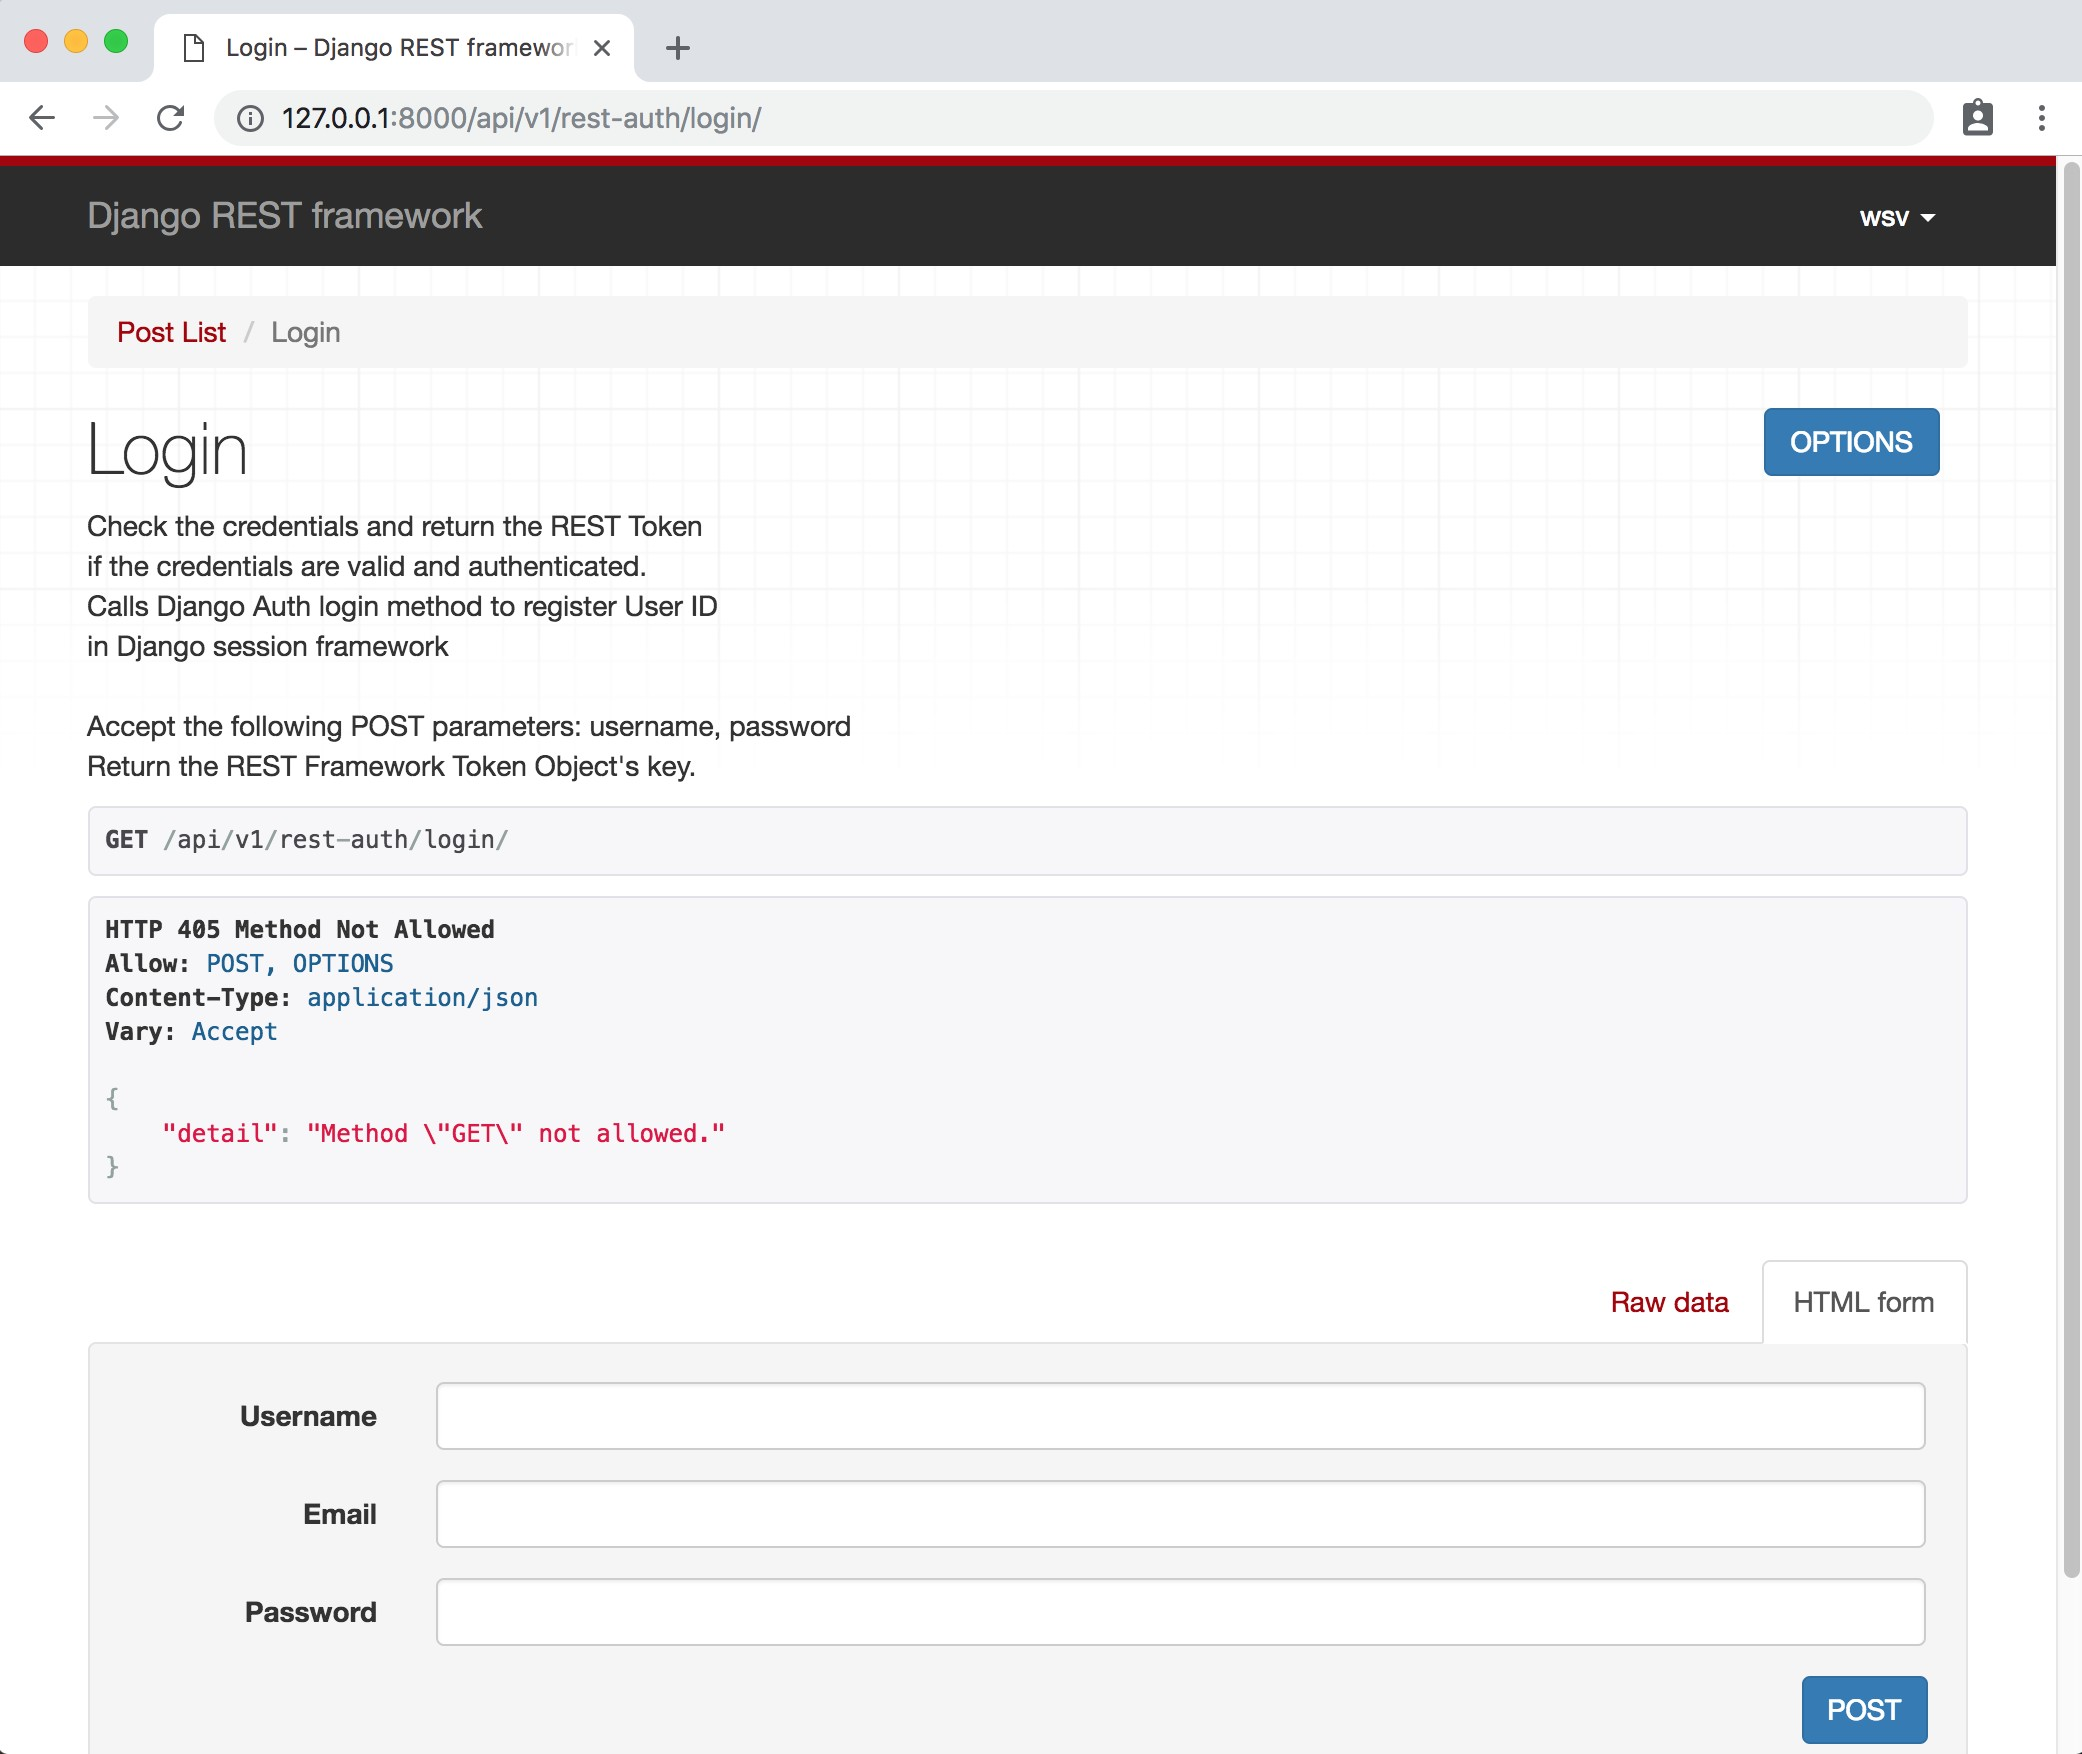 Login – Django REST framewor
127.0.0.1:8000/api/v1/rest-auth/login/
Django REST framework
wsv
Post List / Login
Login
OPTIONS
Check the credentials and return the REST Token
if the credentials are valid and authenticated.
Calls Django Auth login method to register User ID
in Django session framework
Accept the following POST parameters: username, password
Return the REST Framework Token Object's key.
GET /api/v1/rest-auth/login/
HTTP 405 Method Not Allowed
Allow: POST, OPTIONS
Content-Type: application/json
Vary: Accept
{
    "detail": "Method \"GET\" not allowed."
}
Raw data
HTML form
Username
Email
Password
POST